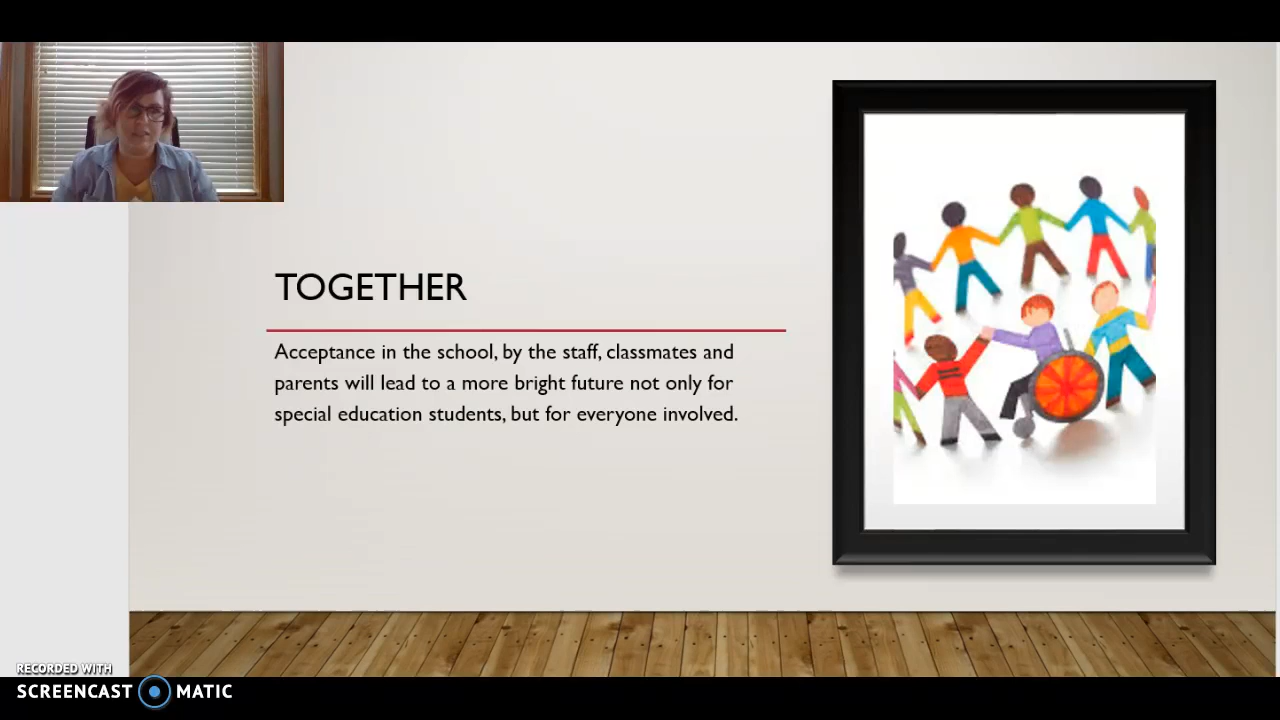 TOGETHER
Acceptance in the school, by the staff, classmates and
parents will lead to a more bright future not only for
special education students, but for everyone involved.
RECORDED WITH
SCREENCAST MATIC